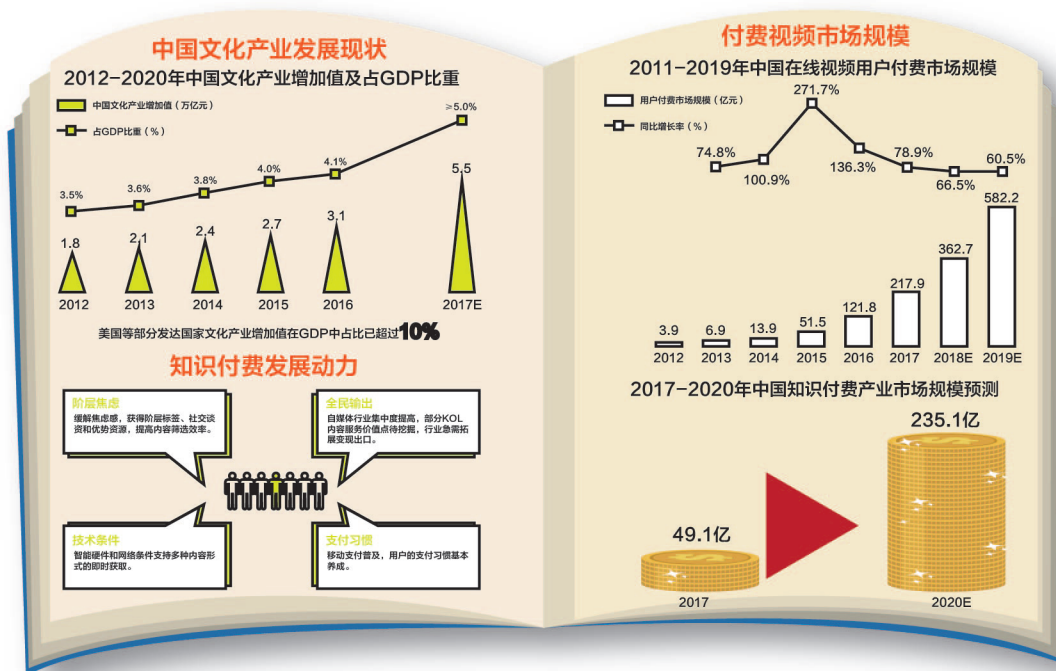 中国文化产业发展现状
2012-2020年中国文化产业增加值及占GDP比重
中国文化产业增加值（万亿元）
占GDP比重（%）
≥5.0%
3.5%
3.6%
3.8%
4.0%
4.1%
5.5
1.8
2.1
2.4
2.7
3.1
2012
2013
2014
2015
2016
2017E
美国等部分发达国家文化产业增加值在GDP中占比已超过10%
知识付费发展动力
阶层焦虑
缓解焦虑感，获得阶层标签、社交谈
资和优势资源，提高内容筛选效率。
全民输出
自媒体行业集中度提高，部分KOL
内容服务价值点待挖掘，行业急需拓
展变现出口。
技术条件
智能硬件和网络条件支持多种内容形
式的即时获取。
支付习惯
移动支付普及，用户的支付习惯基本
养成。
付费视频市场规模
2011-2019年中国在线视频用户付费市场规模
用户付费市场规模（亿元）
同比增长率（%）
271.7%
74.8%
100.9%
136.3%
78.9%
66.5%
60.5%
582.2
362.7
217.9
121.8
51.5
13.9
6.9
3.9
2012
2013
2014
2015
2016
2017
2018E
2019E
2017-2020年中国知识付费产业市场规模预测
235.1亿
49.1亿
2017
2020E